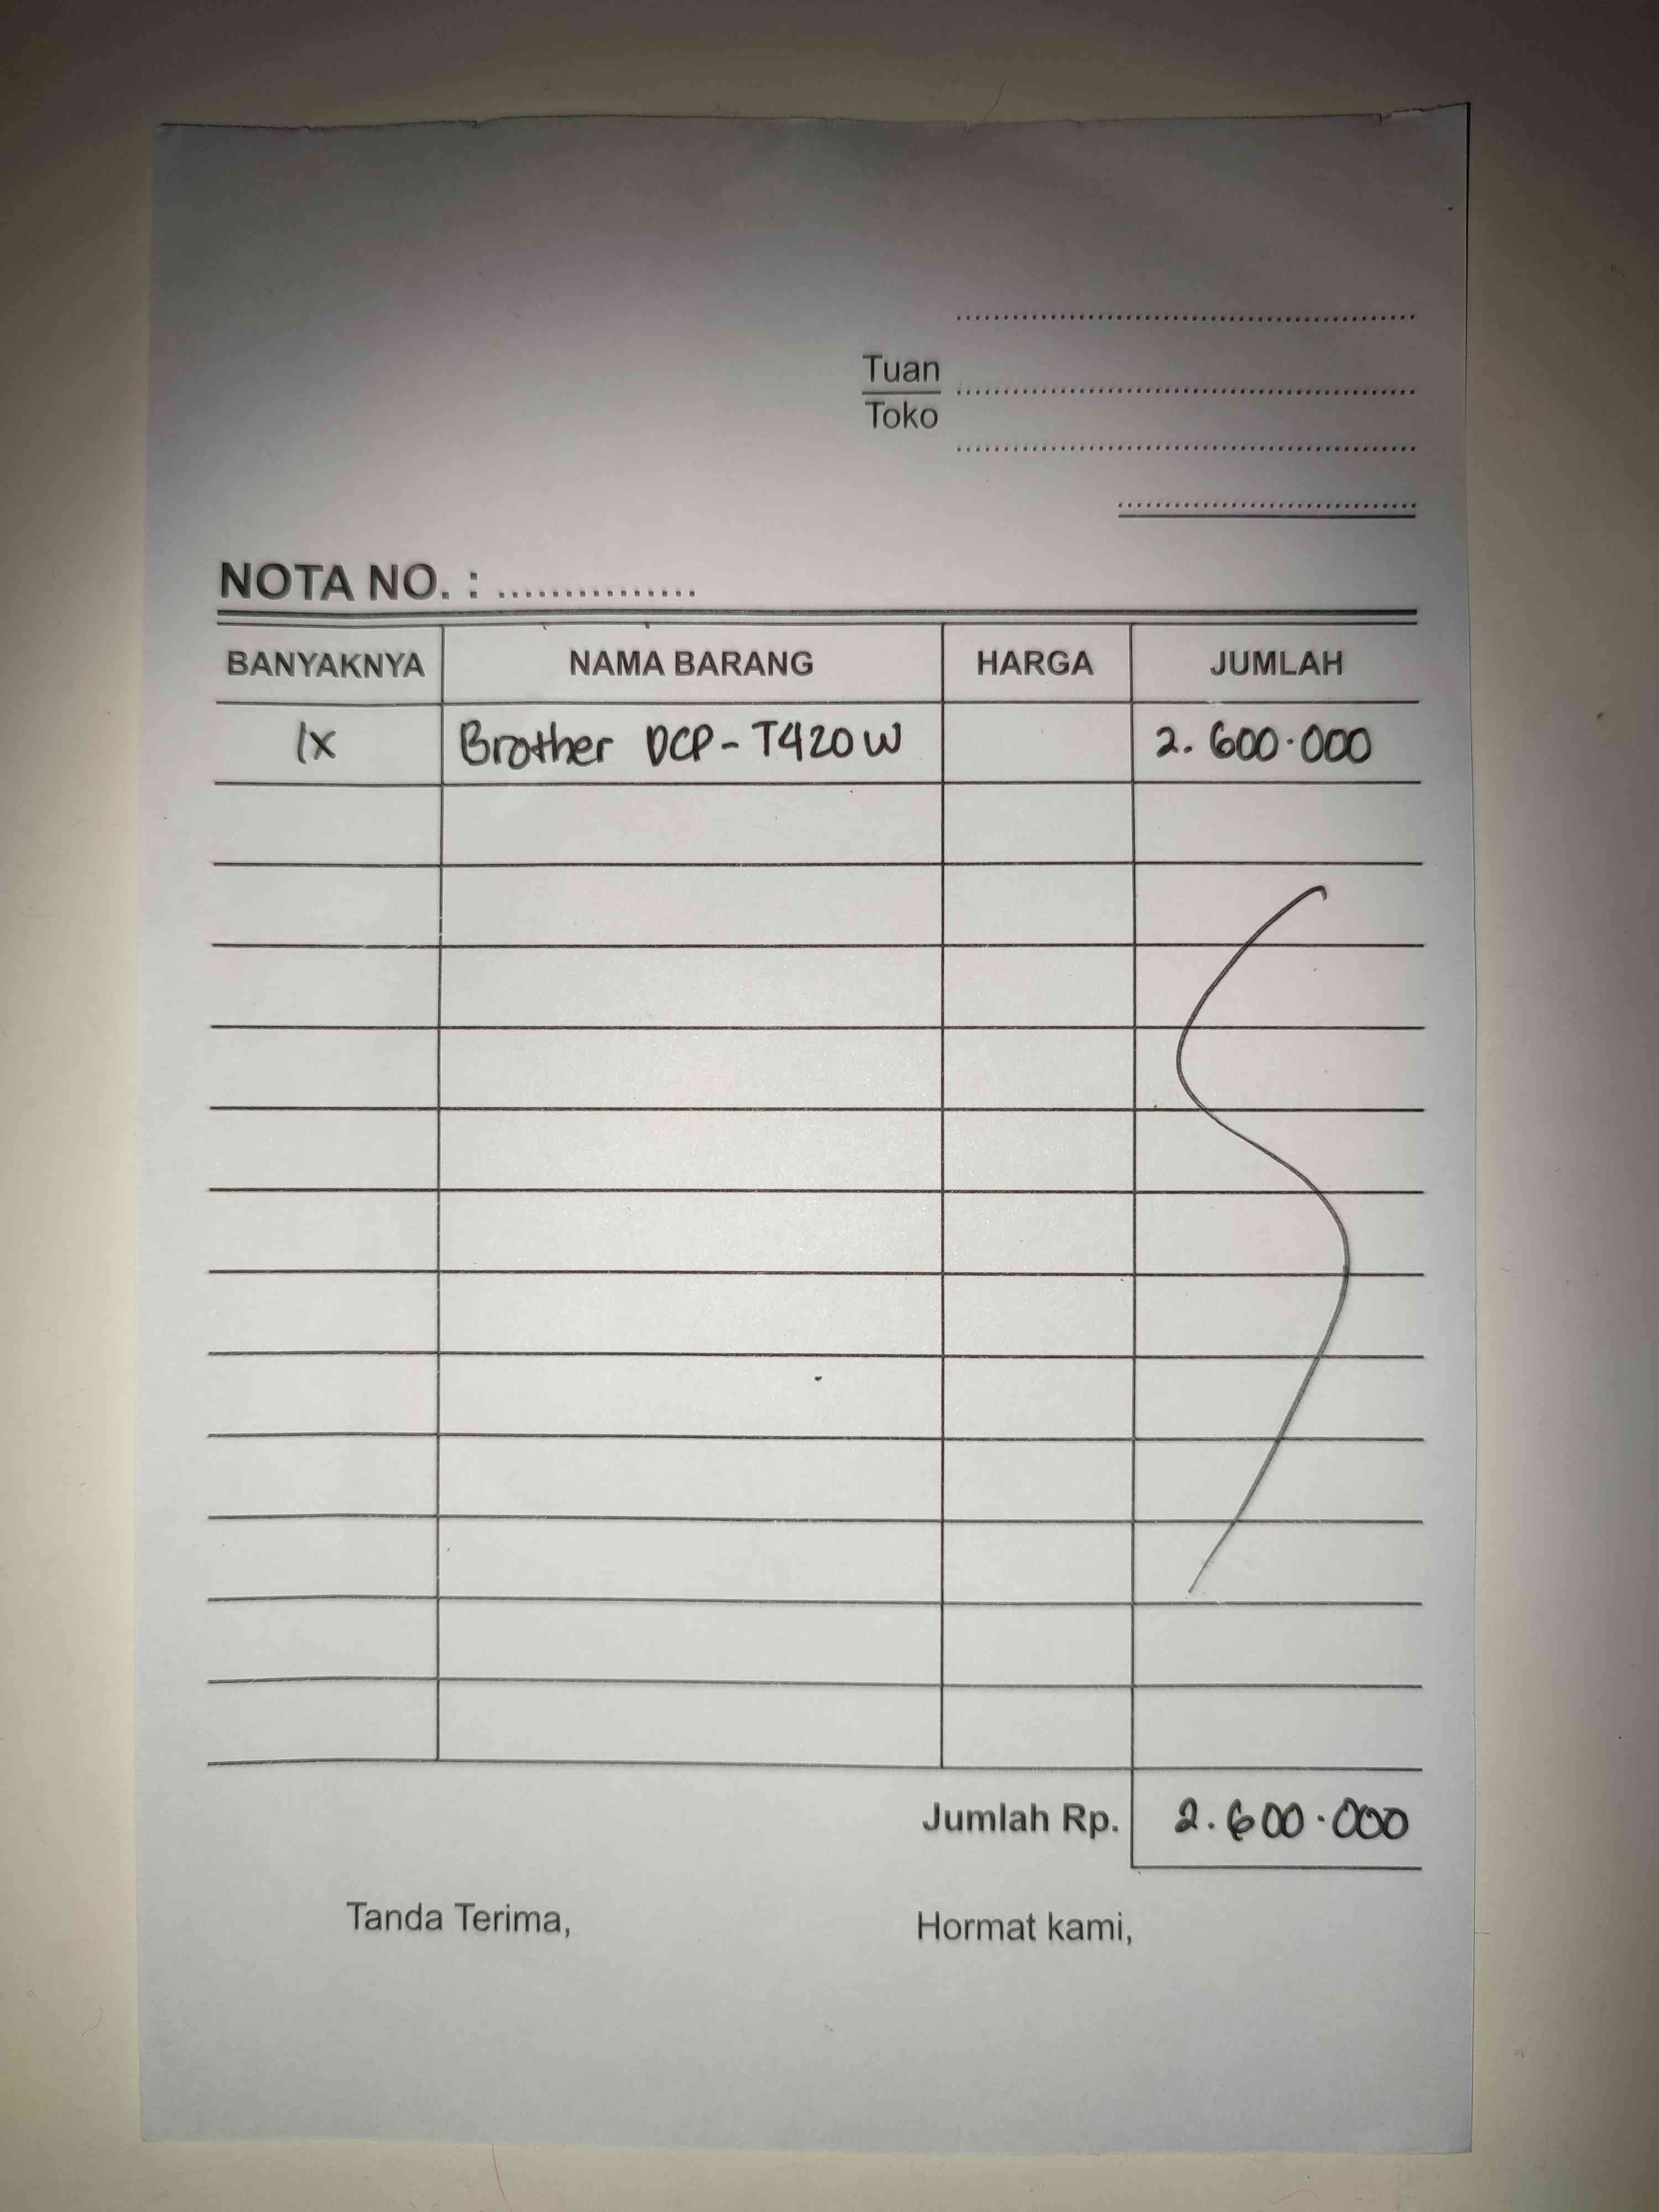 Tuan
Toko
NOTA NO. : ...............
BANYAKNYA NAMA BARANG HARGA JUMLAH
1x Brother DCP-T420W 2.600.000
Jumlah Rp. 2.600.000
Tanda Terima, Hormat kami,